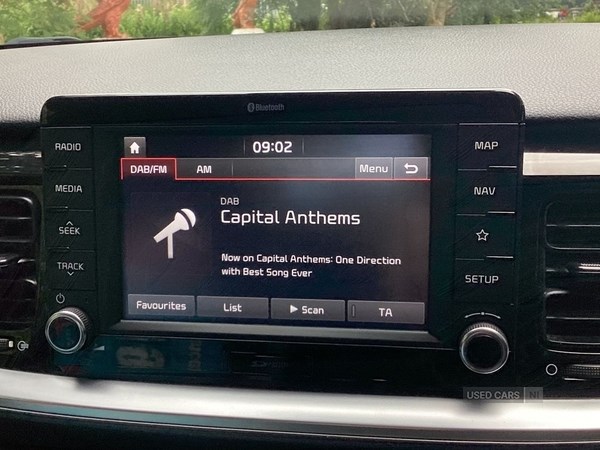 Bluetooth
RADIO
MEDIA
SEEK
TRACK
09:02
DAB/FM AM Menu
DAB
Capital Anthems
Now on Capital Anthems: One Direction
with Best Song Ever
Favourites List Scan TA
MAP
NAV
SETUP
USED CARS NI